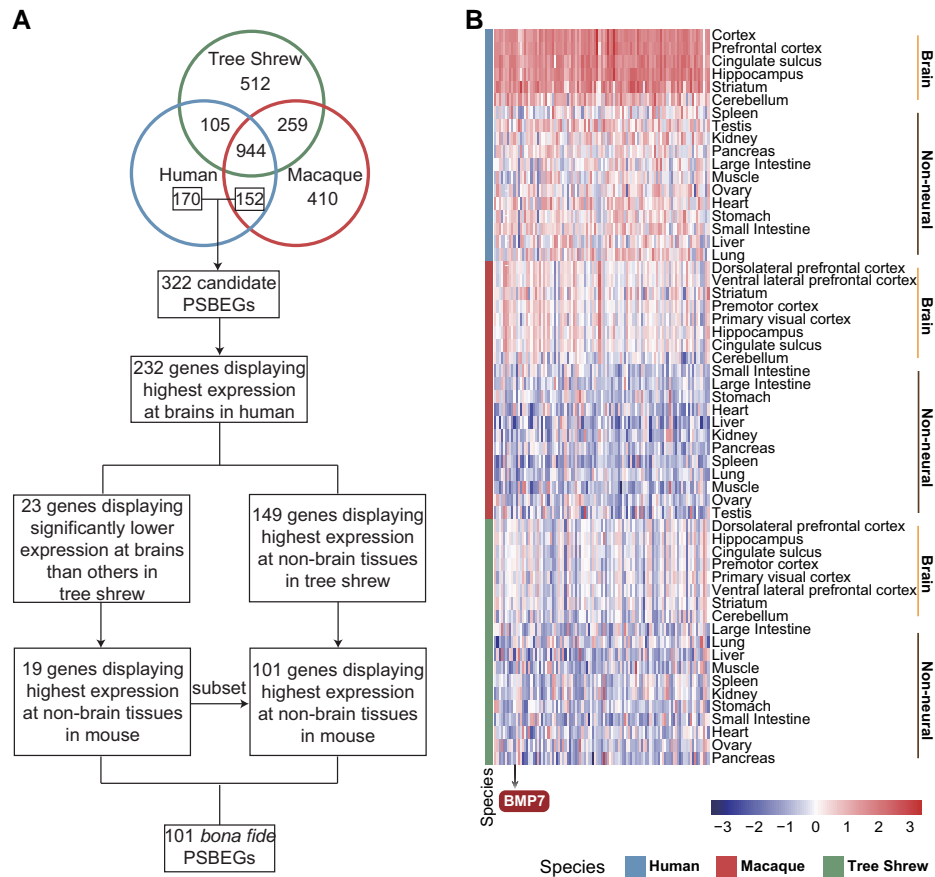 A
Tree Shrew
512
105
259
944
Human
Macaque
170
152
410
322 candidate
PSBEGs
232 genes displaying
highest expression
at brains in human
23 genes displaying
significantly lower
expression at brains
than others in
tree shrew
149 genes displaying
highest expression
at non-brain tissues
in tree shrew
19 genes displaying
highest expression
at non-brain tissues
in mouse
subset
101 genes displaying
highest expression
at non-brain tissues
in mouse
101 bona fide
PSBEGs
B
Cortex
Prefrontal cortex
Cingulate sulcus
Hippocampus
Striatum
Cerebellum
Brain
Spleen
Testis
Kidney
Pancreas
Large Intestine
Muscle
Ovary
Heart
Stomach
Small Intestine
Liver
Lung
Non-neural
Dorsolateral prefrontal cortex
Ventral lateral prefrontal cortex
Striatum
Premotor cortex
Primary visual cortex
Hippocampus
Cingulate sulcus
Cerebellum
Brain
Small Intestine
Large Intestine
Stomach
Heart
Liver
Kidney
Pancreas
Spleen
Lung
Muscle
Ovary
Testis
Non-neural
Dorsolateral prefrontal cortex
Hippocampus
Cingulate sulcus
Premotor cortex
Primary visual cortex
Ventral lateral prefrontal cortex
Striatum
Cerebellum
Brain
Large Intestine
Lung
Liver
Muscle
Spleen
Kidney
Stomach
Small Intestine
Heart
Ovary
Pancreas
Non-neural
Species
BMP7
−3 −2 −1 0 1 2 3
Species Human Macaque Tree Shrew